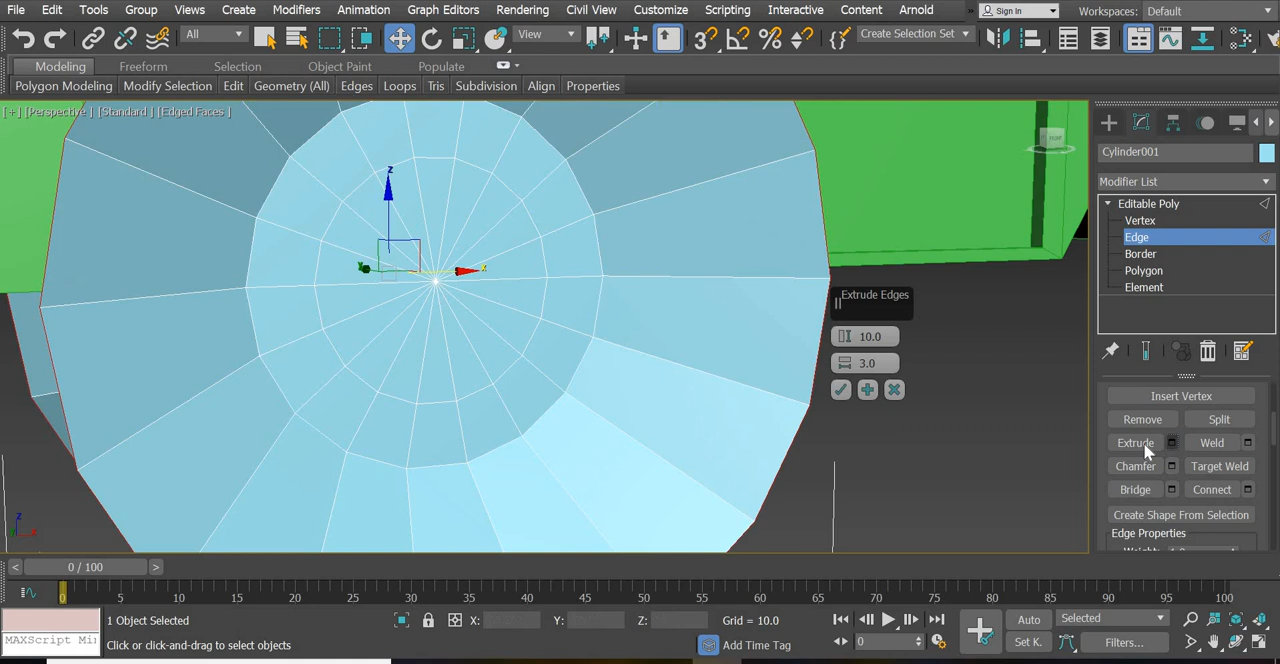 File Edit Tools Group Views Create Modifiers Animation Graph Editors Rendering Civil View Customize Scripting Interactive Content Arnold » Sign In Workspaces: Default
All View Create Selection Set
Modeling Freeform Selection Object Paint Populate
Polygon Modeling Modify Selection Edit Geometry (All) Edges Loops Tris Subdivision Align Properties
[+] [Perspective] [Standard] [Edged Faces]
Cylinder001
Modifier List
Editable Poly
Vertex
Edge
Border
Polygon
Element
z
x
Extrude Edges
10.0
3.0
Insert Vertex
Remove Split
Extrude Weld
Chamfer Target Weld
Bridge Connect
Create Shape From Selection
Edge Properties
z
x
< 0 / 100 >
0 5 10 15 20 25 30 35 40 45 50 55 60 65 70 75 80 85 90 95 100
1 Object Selected X: Y: Z: Grid = 10.0 Auto Selected
MAXScript Mi Click or click-and-drag to select objects Add Time Tag 0 Set K. Filters...